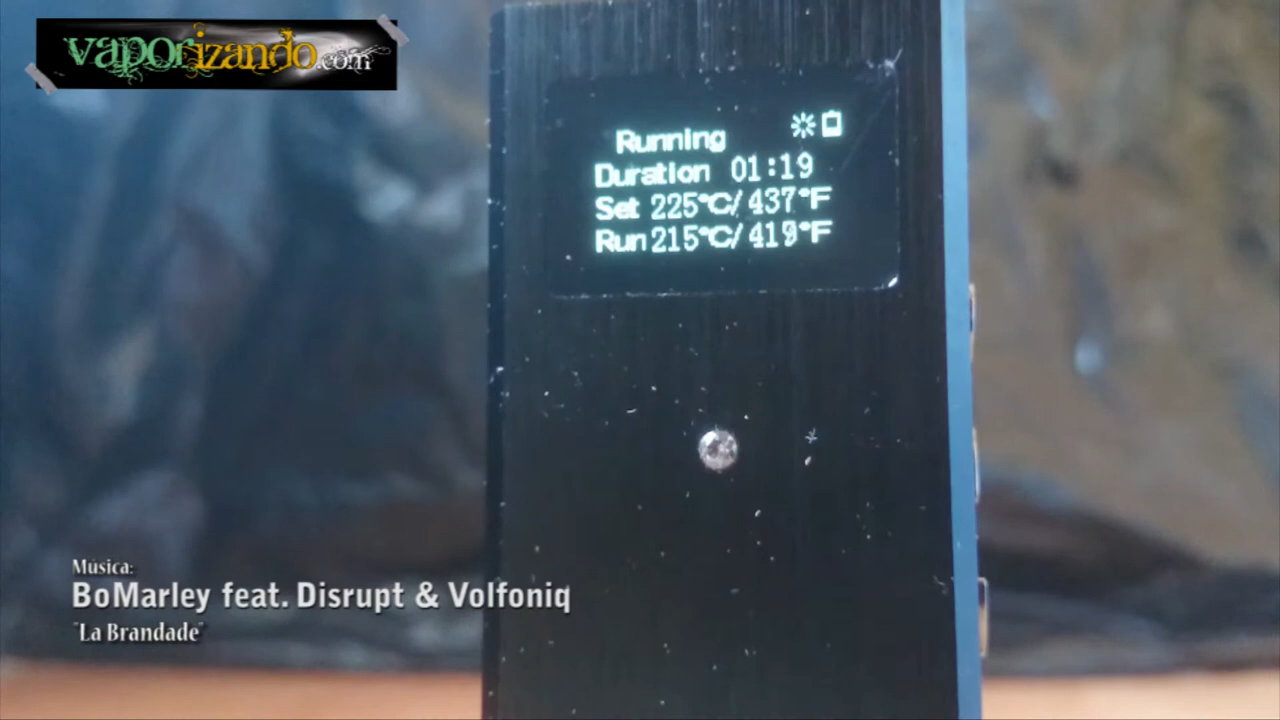 vaporizando.com
Running
Duration 01:19
Set 225°C/437°F
Run 215°C/419°F
Música:
BoMarley feat. Disrupt & Volfoniq
"La Brandade"